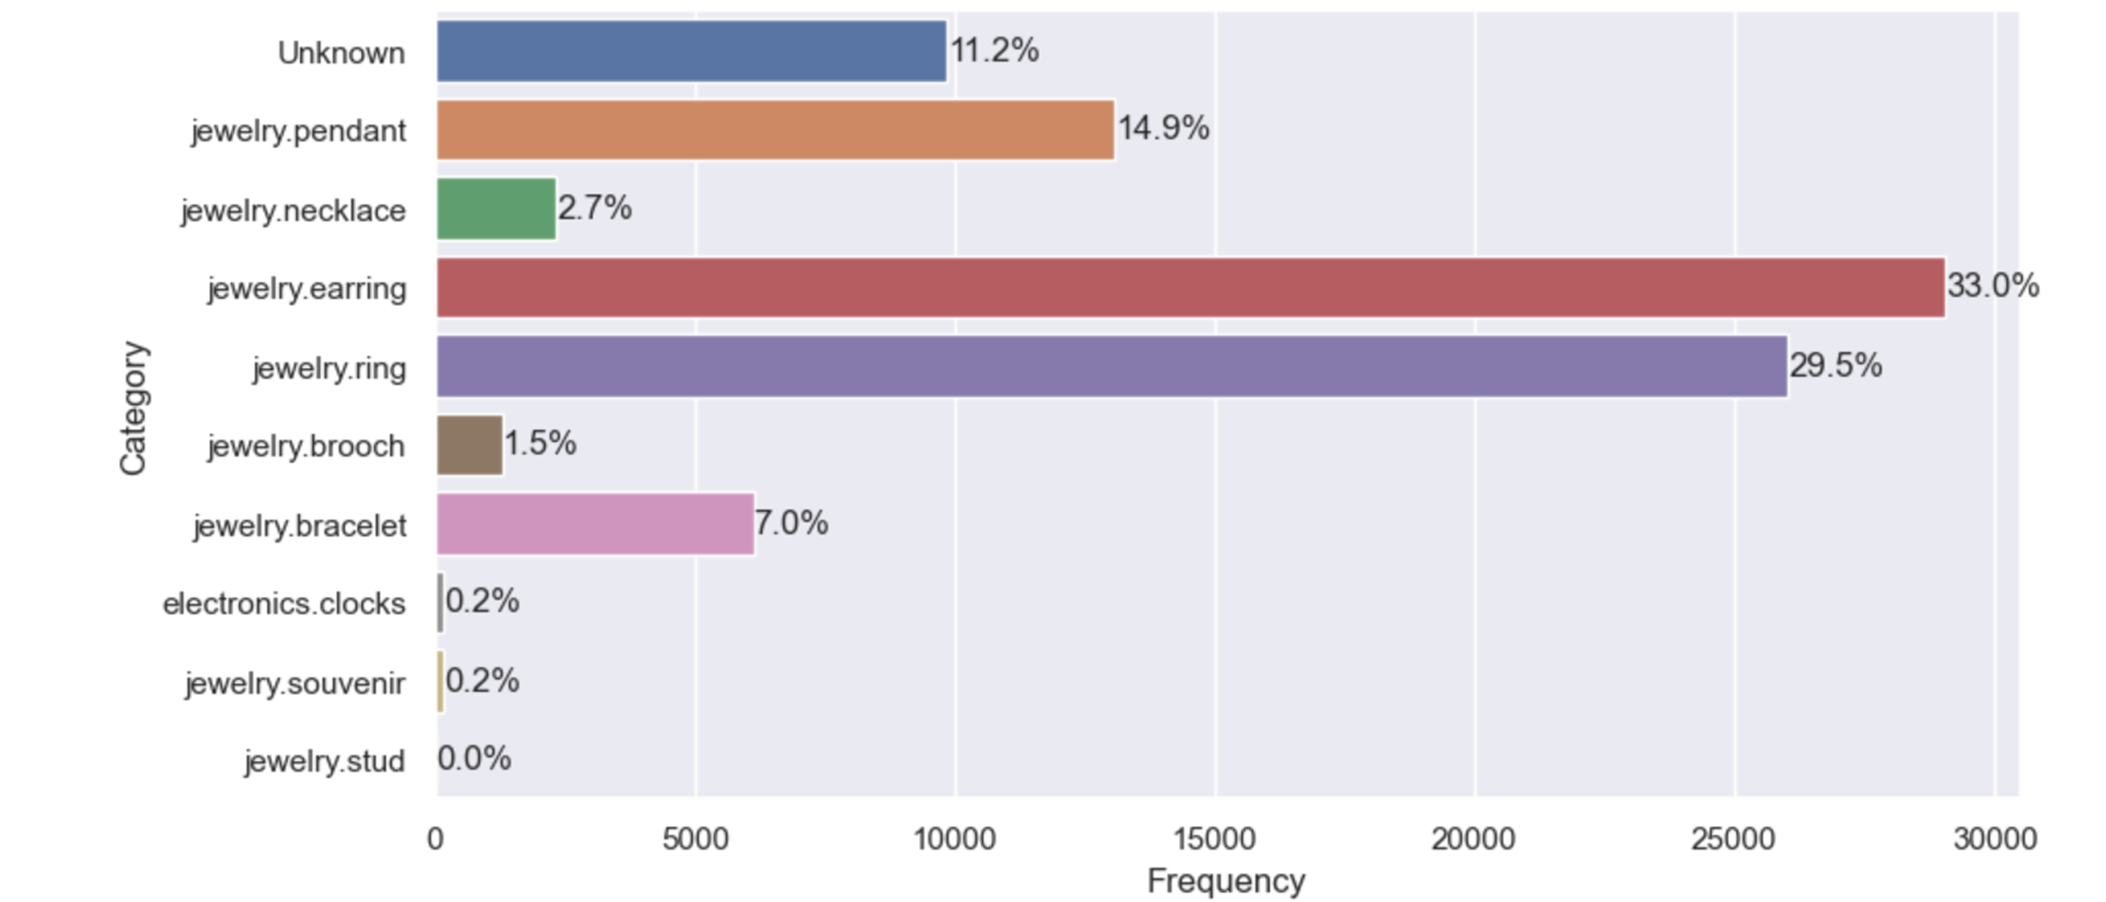 Unknown 11.2%
jewelry.pendant 14.9%
jewelry.necklace 2.7%
jewelry.earring 33.0%
jewelry.ring 29.5%
jewelry.brooch 1.5%
jewelry.bracelet 7.0%
electronics.clocks 0.2%
jewelry.souvenir 0.2%
jewelry.stud 0.0%
Category
0 5000 10000 15000 20000 25000 30000
Frequency